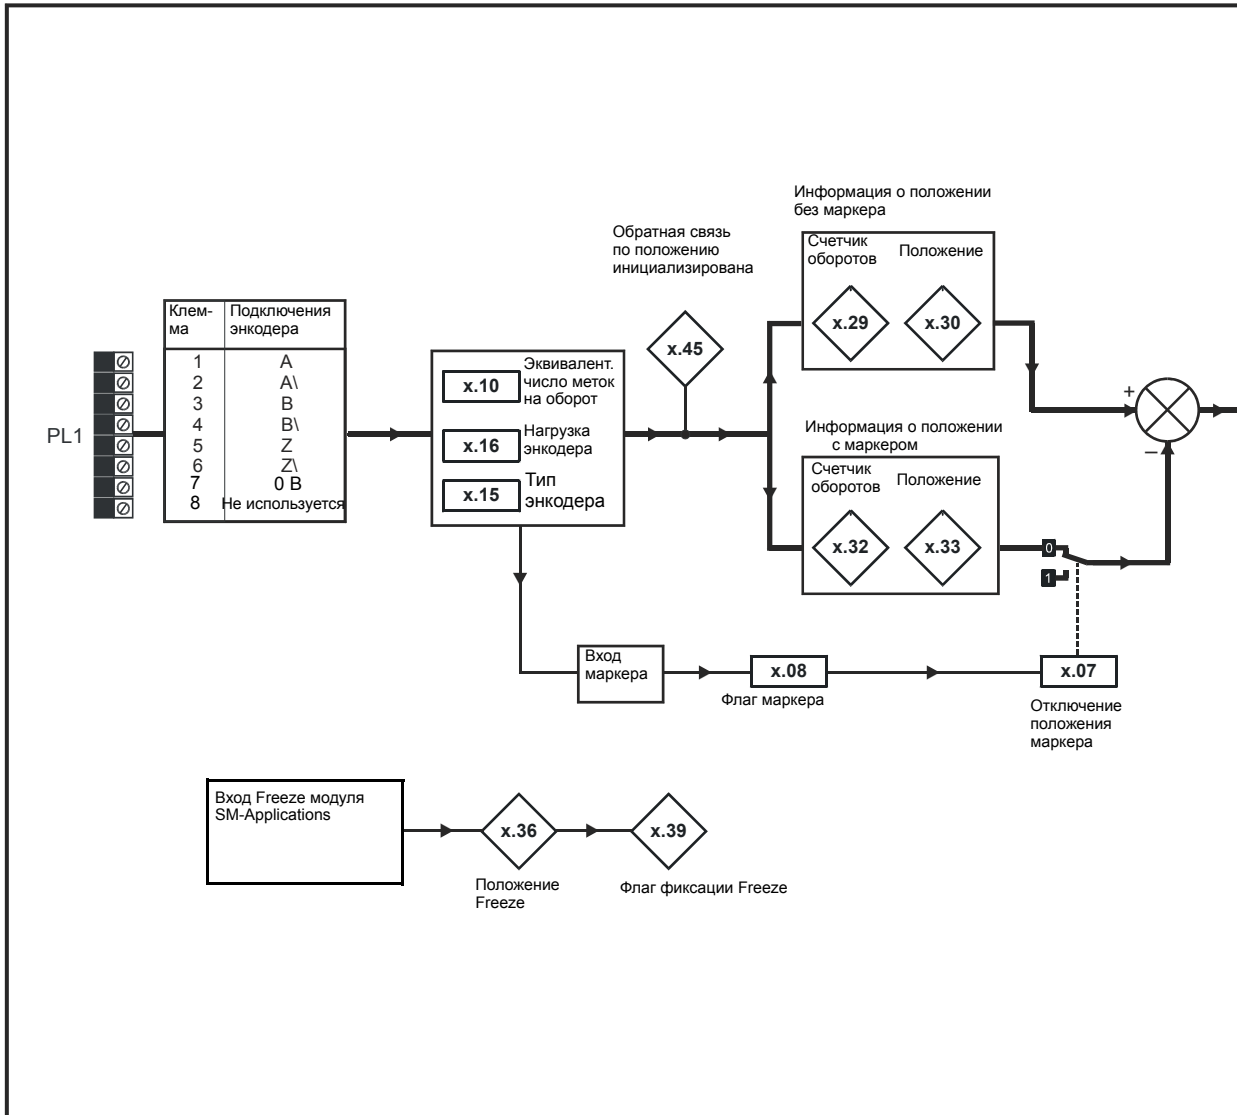 Информация о положении
без маркера
Обратная связь
по положению
инициализирована
Счетчик
оборотов
Положение
x.29
x.30
x.45
Клем-
ма
Подключения
энкодера
1 A
2 A\
3 B
4 B\
5 Z
6 Z\
7 0 В
8 Не используется
PL1
x.10
Эквивалент.
число меток
на оборот
x.16
Нагрузка
энкодера
x.15
Тип
энкодера
+
–
Информация о положении
с маркером
Счетчик
оборотов
Положение
x.32
x.33
0
1
Вход
маркера
x.08
Флаг маркера
x.07
Отключение
положения
маркера
Вход Freeze модуля
SM-Applications
x.36
Положение
Freeze
x.39
Флаг фиксации Freeze